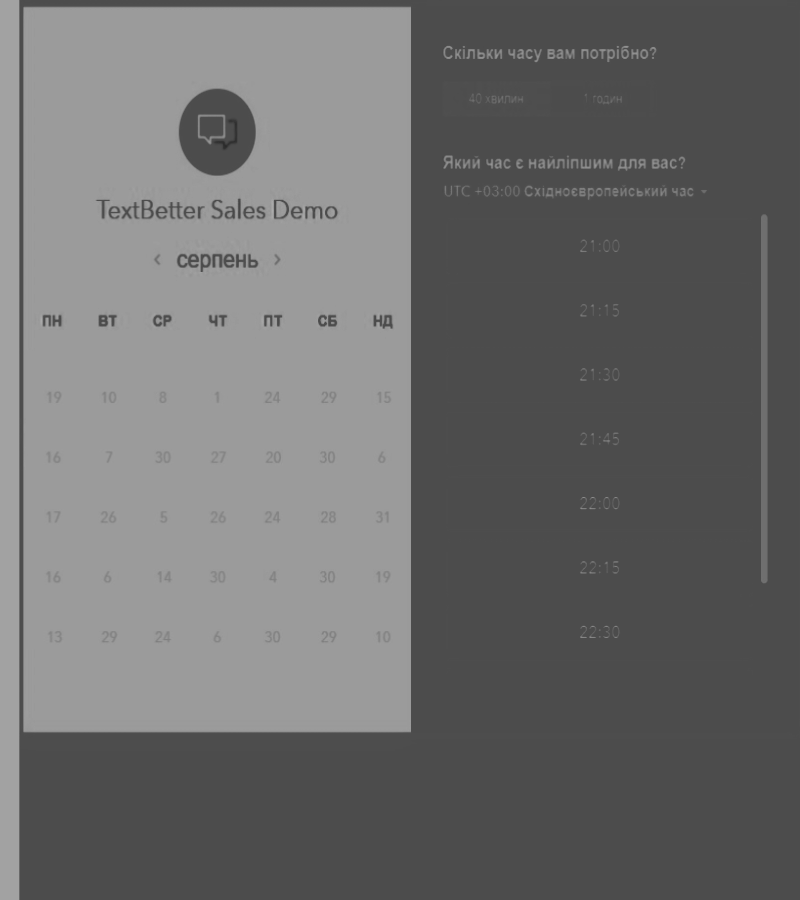 TextBetter Sales Demo
серпень
ПН ВТ СР ЧТ ПТ СБ НД
19 10 8 1 24 29 15
16 7 30 27 20 30 6
17 26 5 26 24 28 31
16 6 14 30 4 30 19
13 29 24 6 30 29 10
Скільки часу вам потрібно?
40 хвилин 1 годин
Який час є найліпшим для вас?
UTC +03:00 Східноєвропейський час
21:00
21:15
21:30
21:45
22:00
22:15
22:30